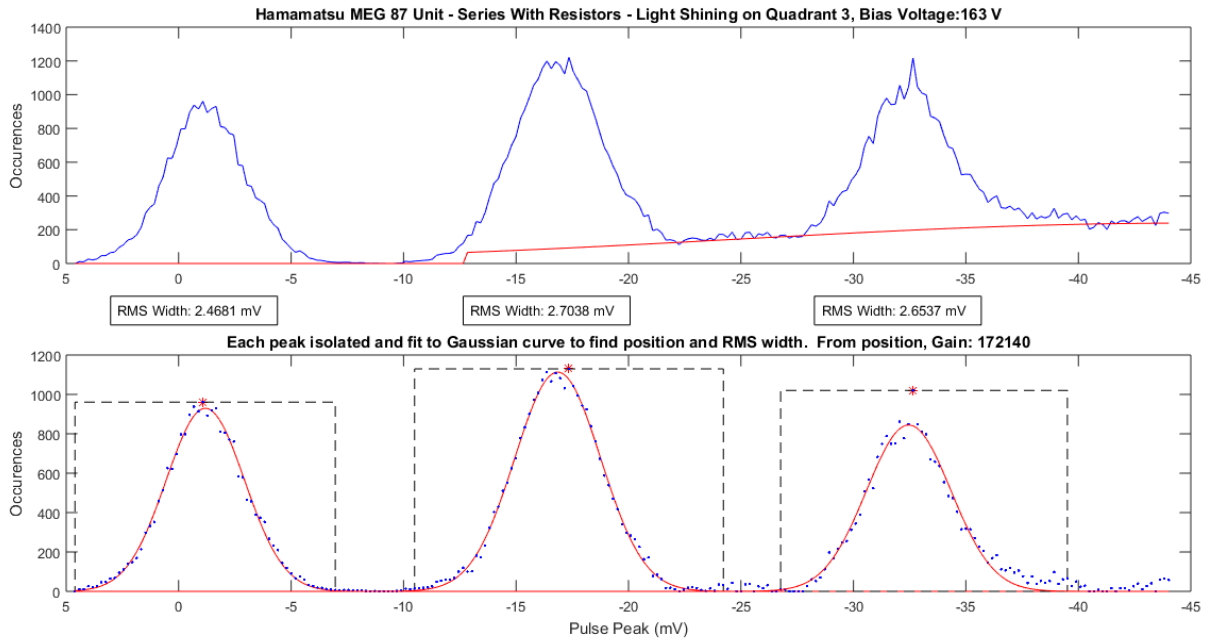 Hamamatsu MEG 87 Unit - Series With Resistors - Light Shining on Quadrant 3, Bias Voltage:163 V
1400
1200
1000
800
600
400
200
0
Occurences
5 0 -5 -10 -15 -20 -25 -30 -35 -40 -45
RMS Width: 2.4681 mV
RMS Width: 2.7038 mV
RMS Width: 2.6537 mV
Each peak isolated and fit to Gaussian curve to find position and RMS width. From position, Gain: 172140
1200
1000
800
600
400
200
0
Occurences
5 0 -5 -10 -15 -20 -25 -30 -35 -40 -45
Pulse Peak (mV)